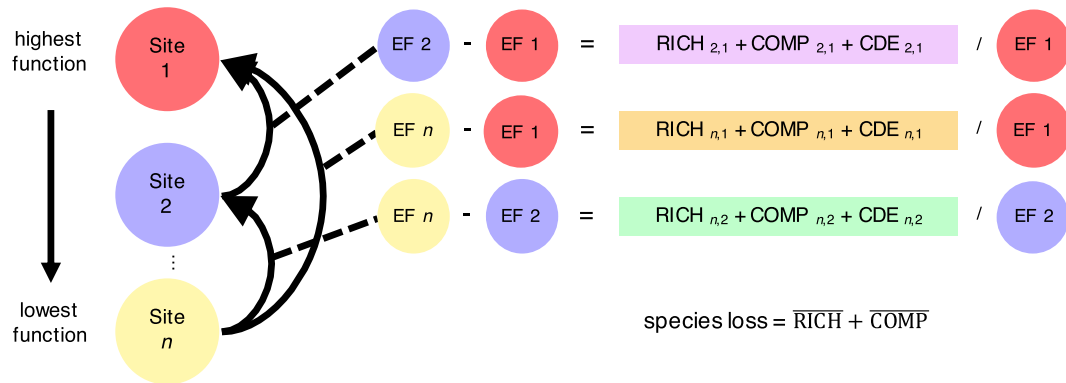 highest
function
Site
1
EF 2 - EF 1 = RICH 2,1 + COMP 2,1 + CDE 2,1 / EF 1
EF n - EF 1 = RICH n,1 + COMP n,1 + CDE n,1 / EF 1
Site
2
EF n - EF 2 = RICH n,2 + COMP n,2 + CDE n,2 / EF 2
...
lowest
function
Site
n
species loss = R̅I̅C̅H̅ + C̅O̅M̅P̅